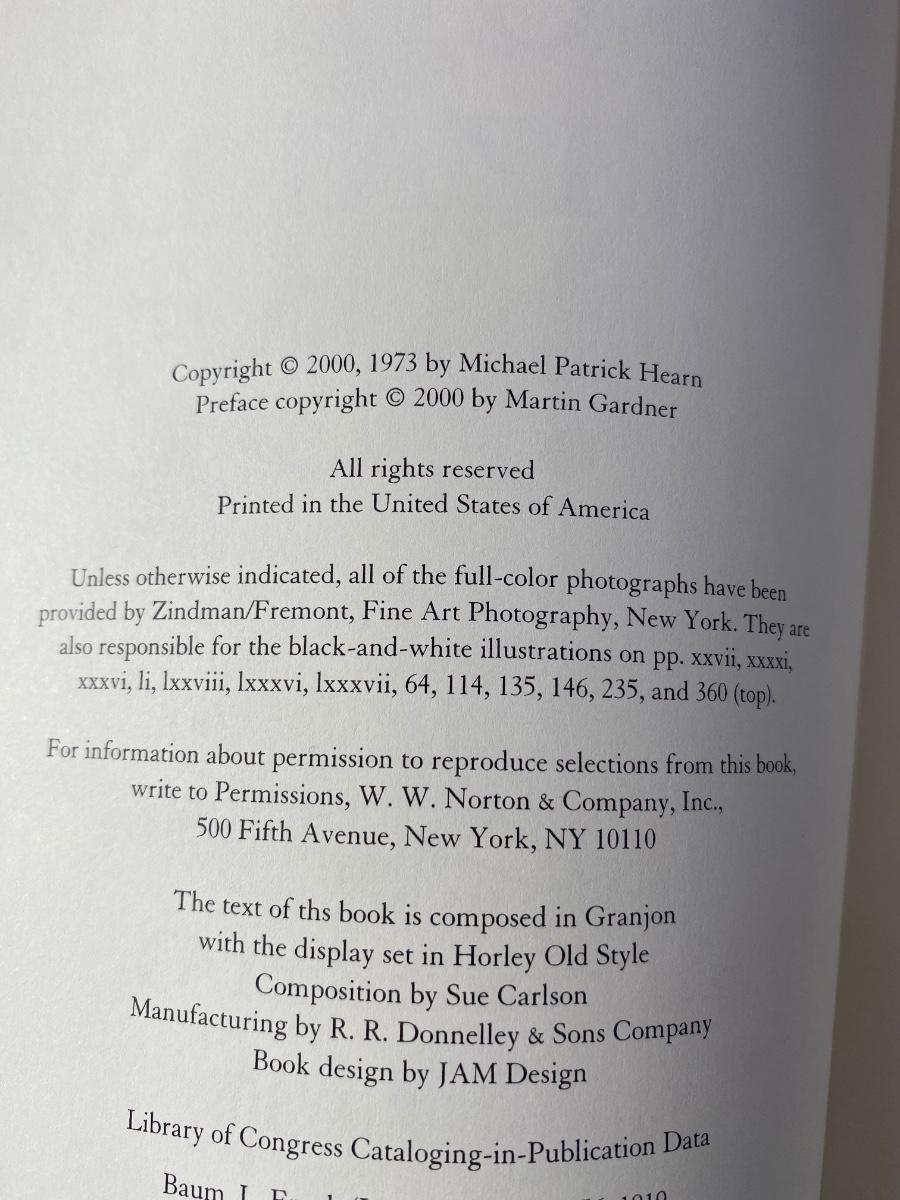 Copyright © 2000, 1973 by Michael Patrick Hearn
Preface copyright © 2000 by Martin Gardner
All rights reserved
Printed in the United States of America
Unless otherwise indicated, all of the full-color photographs have been
provided by Zindman/Fremont, Fine Art Photography, New York. They are
also responsible for the black-and-white illustrations on pp. xxvii, xxxxi,
xxxvi, li, lxxviii, lxxxvi, lxxxvii, 64, 114, 135, 146, 235, and 360 (top).
For information about permission to reproduce selections from this book,
write to Permissions, W. W. Norton & Company, Inc.,
500 Fifth Avenue, New York, NY 10110
The text of ths book is composed in Granjon
with the display set in Horley Old Style
Composition by Sue Carlson
Manufacturing by R. R. Donnelley & Sons Company
Book design by JAM Design
Library of Congress Cataloging-in-Publication Data
Baum, L.